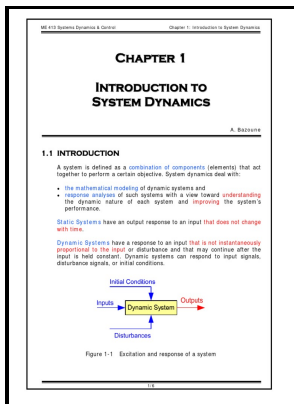 ME 413 Systems Dynamics & Control
Chapter 1: Introduction to System Dynamics
CHAPTER 1
INTRODUCTION TO
SYSTEM DYNAMICS
A. Bazoune
1.1 INTRODUCTION
A system is defined as a combination of components (elements) that act
together to perform a certain objective. System dynamics deal with:
• the mathematical modeling of dynamic systems and
• response analyses of such systems with a view toward understanding
the dynamic nature of each system and improving the system's
performance.
Static Systems have an output response to an input that does not change
with time.
Dynamic Systems have a response to an input that is not instantaneously
proportional to the input or disturbance and that may continue after the
input is held constant. Dynamic systems can respond to input signals,
disturbance signals, or initial conditions.
Initial Conditions
Inputs
Dynamic System
Outputs
Disturbances
Figure 1-1 Excitation and response of a system